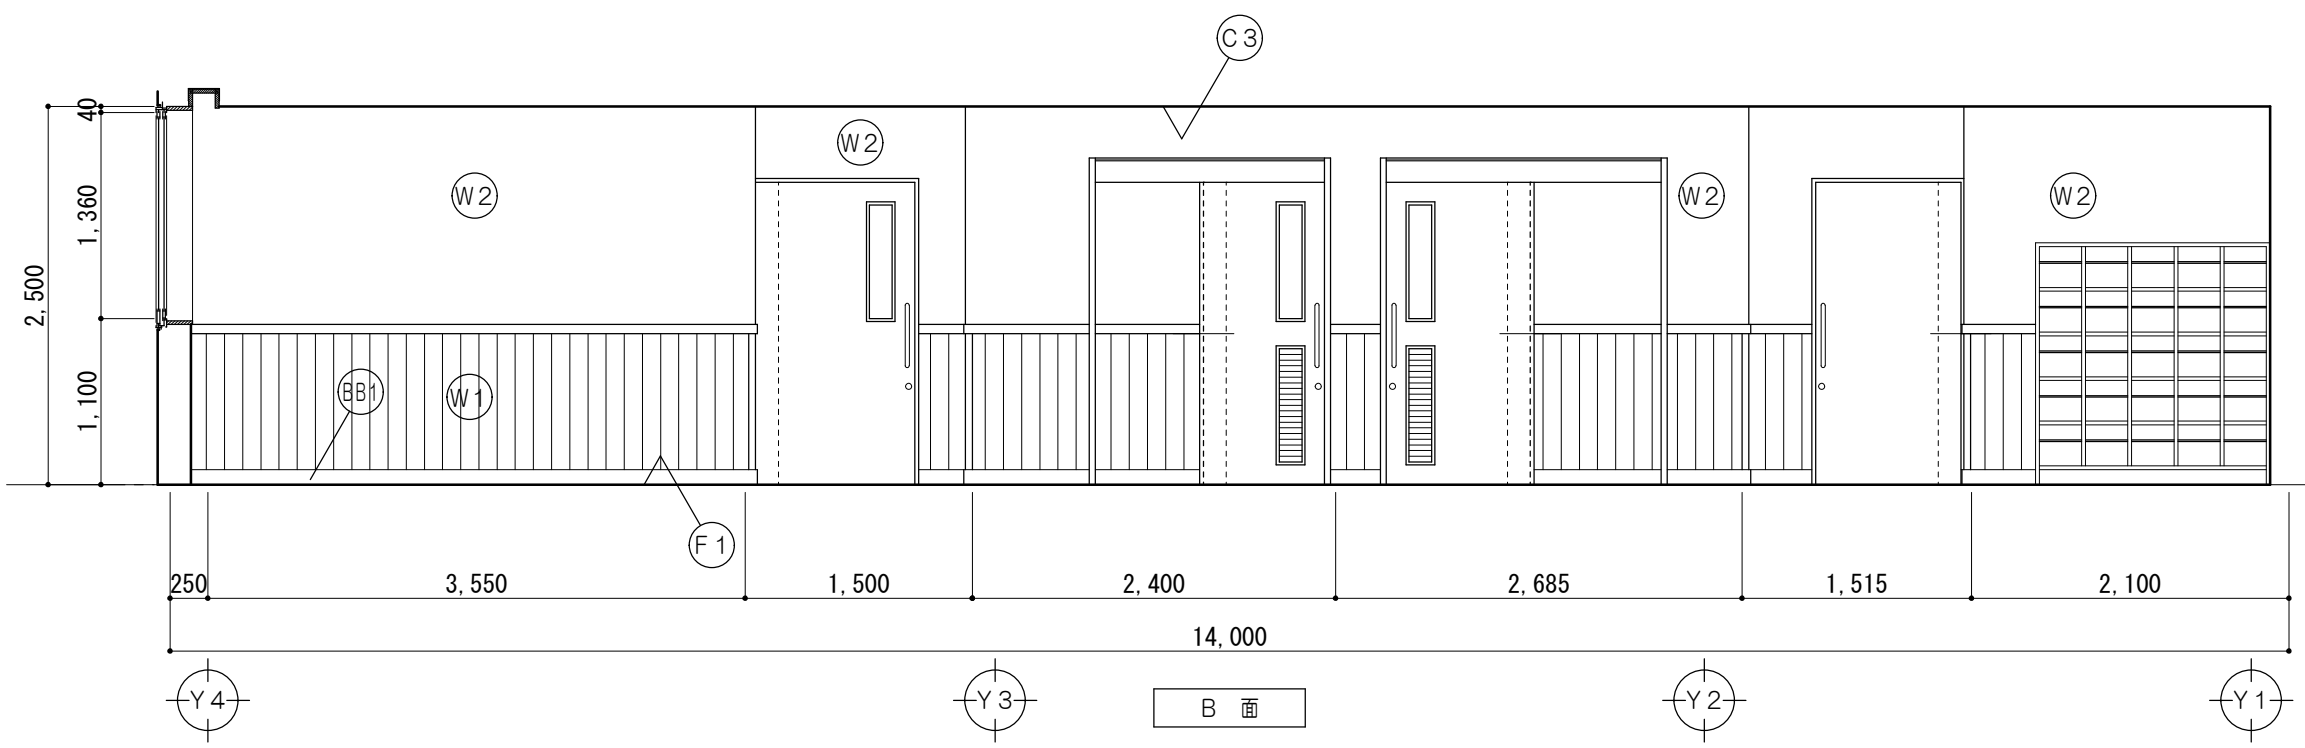 C3
40
W2
1,360
W2
W2
W2
2,500
1,100
BB1
W1
F1
250
3,550
1,500
2,400
2,685
1,515
2,100
14,000
Y4
Y3
B 面
Y2
Y1